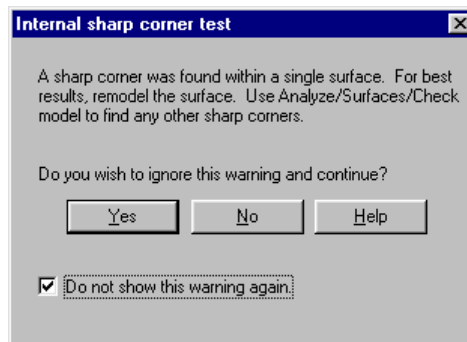 Internal sharp corner test
A sharp corner was found within a single surface. For best
results, remodel the surface. Use Analyze/Surfaces/Check
model to find any other sharp corners.
Do you wish to ignore this warning and continue?
Yes No Help
Do not show this warning again.